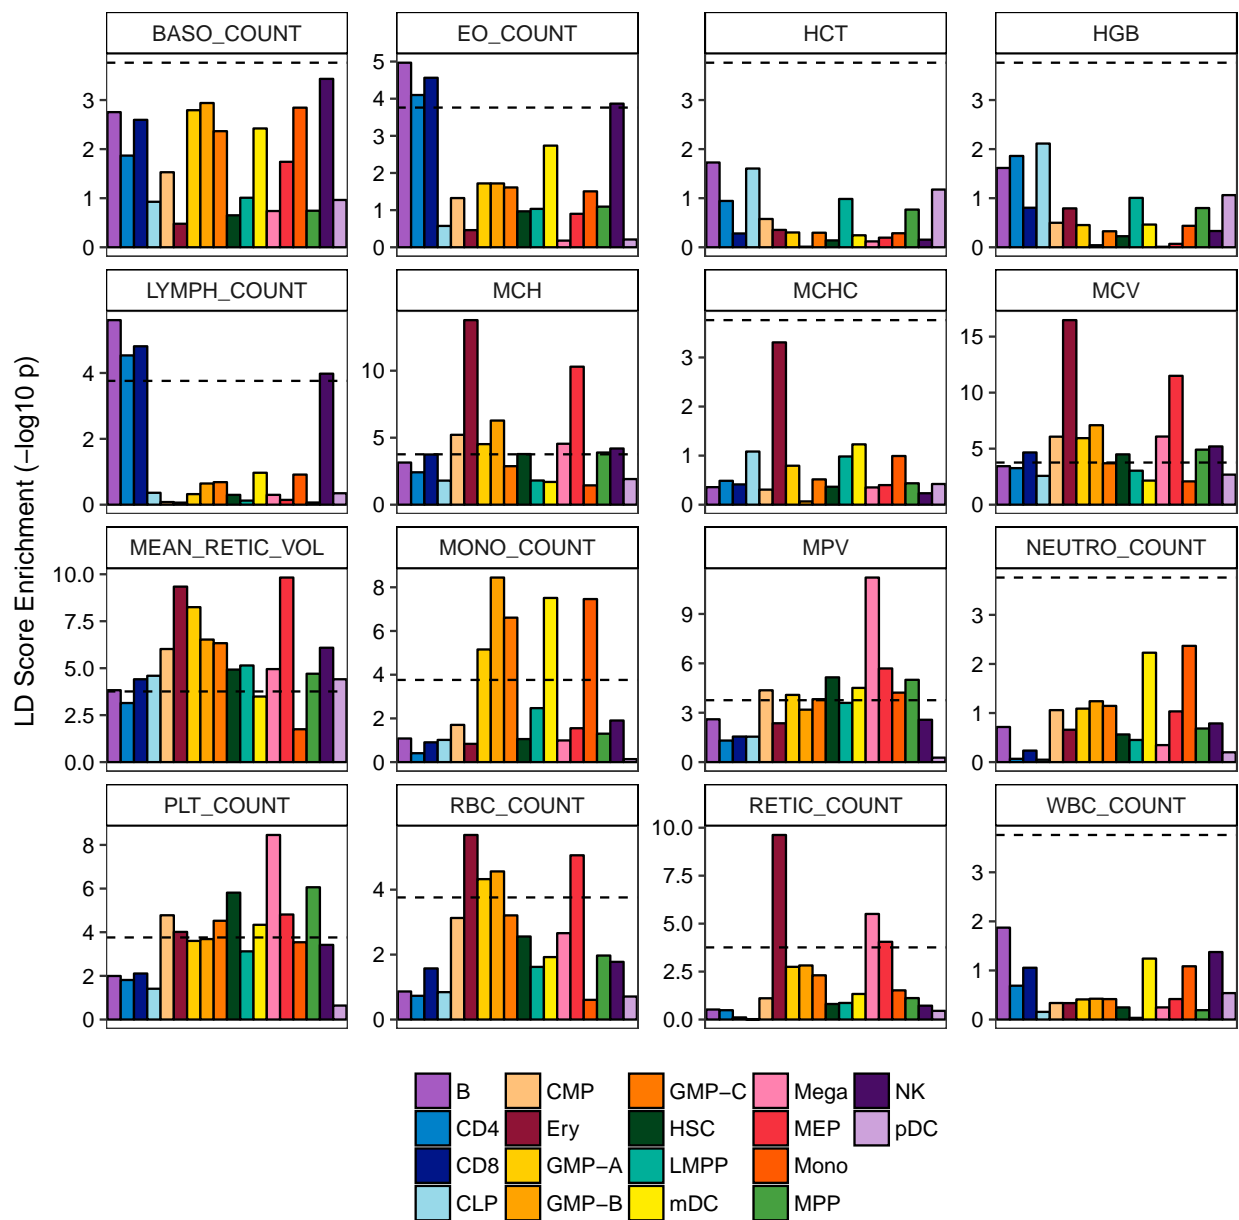 BASO_COUNT EO_COUNT HCT HGB
0 1 2 3
0 1 2 3 4 5
0 1 2 3
0 1 2 3
LYMPH_COUNT MCH MCHC MCV
0 2 4
0 5 10
0 1 2 3
0 5 10 15
LD Score Enrichment (−log10 p)
MEAN_RETIC_VOL MONO_COUNT MPV NEUTRO_COUNT
0.0 2.5 5.0 7.5 10.0
0 2 4 6 8
0 3 6 9
0 1 2 3
PLT_COUNT RBC_COUNT RETIC_COUNT WBC_COUNT
0 2 4 6 8
0 2 4
0.0 2.5 5.0 7.5 10.0
0 1 2 3
B CMP GMP−C Mega NK
CD4 Ery HSC MEP pDC
CD8 GMP−A LMPP Mono
CLP GMP−B mDC MPP